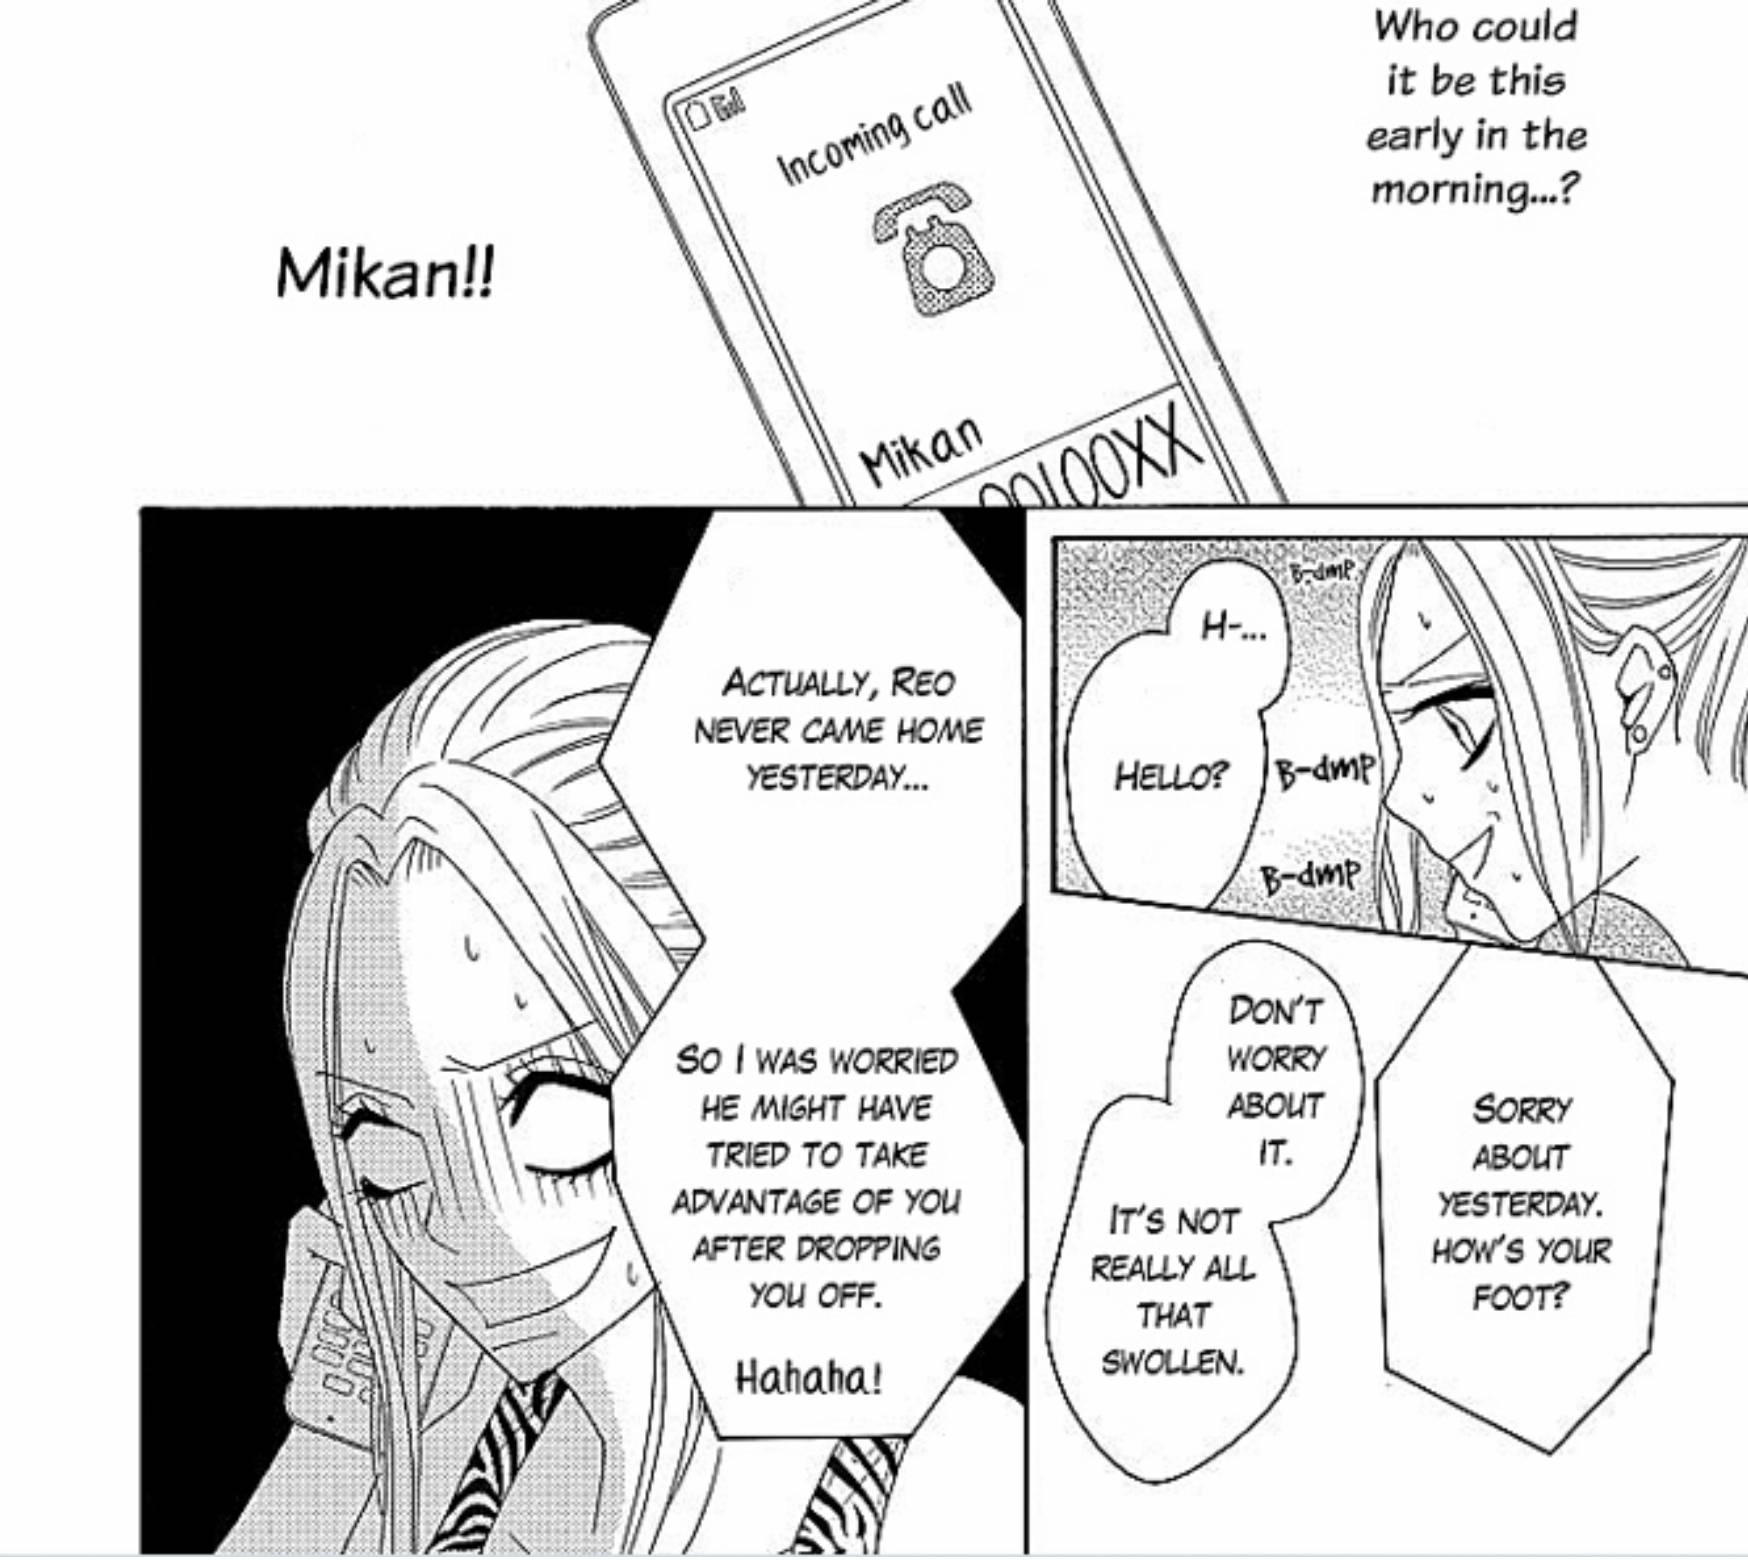 Who could
it be this
early in the
morning...?
Incoming call
Mikan
00100XX
Mikan!!
B-dmp
H-...
Hello?
B-dmp
B-dmp
Sorry
about
yesterday.
How's your
foot?
Don't
worry
about
it.
It's not
really all
that
swollen.
Actually, Reo
never came home
yesterday...
So I was worried
he might have
tried to take
advantage of you
after dropping
you off.
Hahaha!